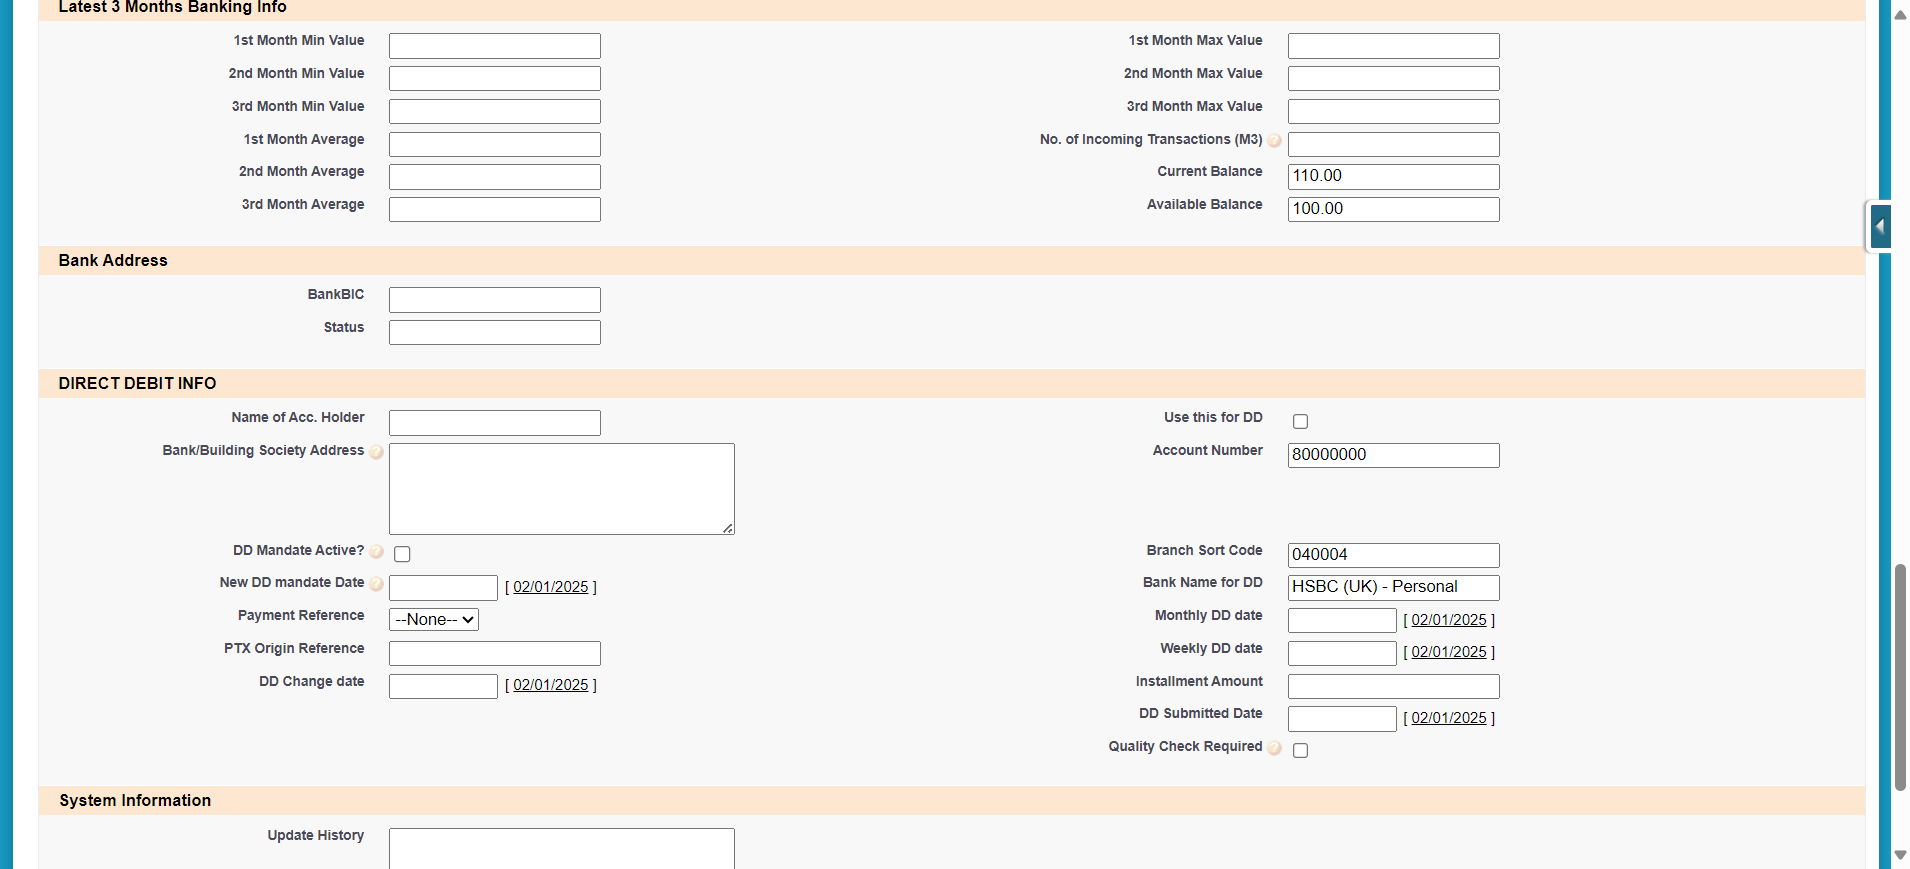 Latest 3 Months Banking Info
1st Month Min Value
1st Month Max Value
2nd Month Min Value
2nd Month Max Value
3rd Month Min Value
3rd Month Max Value
1st Month Average
No. of Incoming Transactions (M3) ?
2nd Month Average
Current Balance 110.00
3rd Month Average
Available Balance 100.00
Bank Address
BankBIC
Status
DIRECT DEBIT INFO
Name of Acc. Holder
Use this for DD
Bank/Building Society Address ?
Account Number 80000000
DD Mandate Active? ?
Branch Sort Code 040004
New DD mandate Date ? [ 02/01/2025 ]
Bank Name for DD HSBC (UK) - Personal
Payment Reference --None--
Monthly DD date [ 02/01/2025 ]
PTX Origin Reference
Weekly DD date [ 02/01/2025 ]
DD Change date [ 02/01/2025 ]
Installment Amount
DD Submitted Date [ 02/01/2025 ]
Quality Check Required ?
System Information
Update History